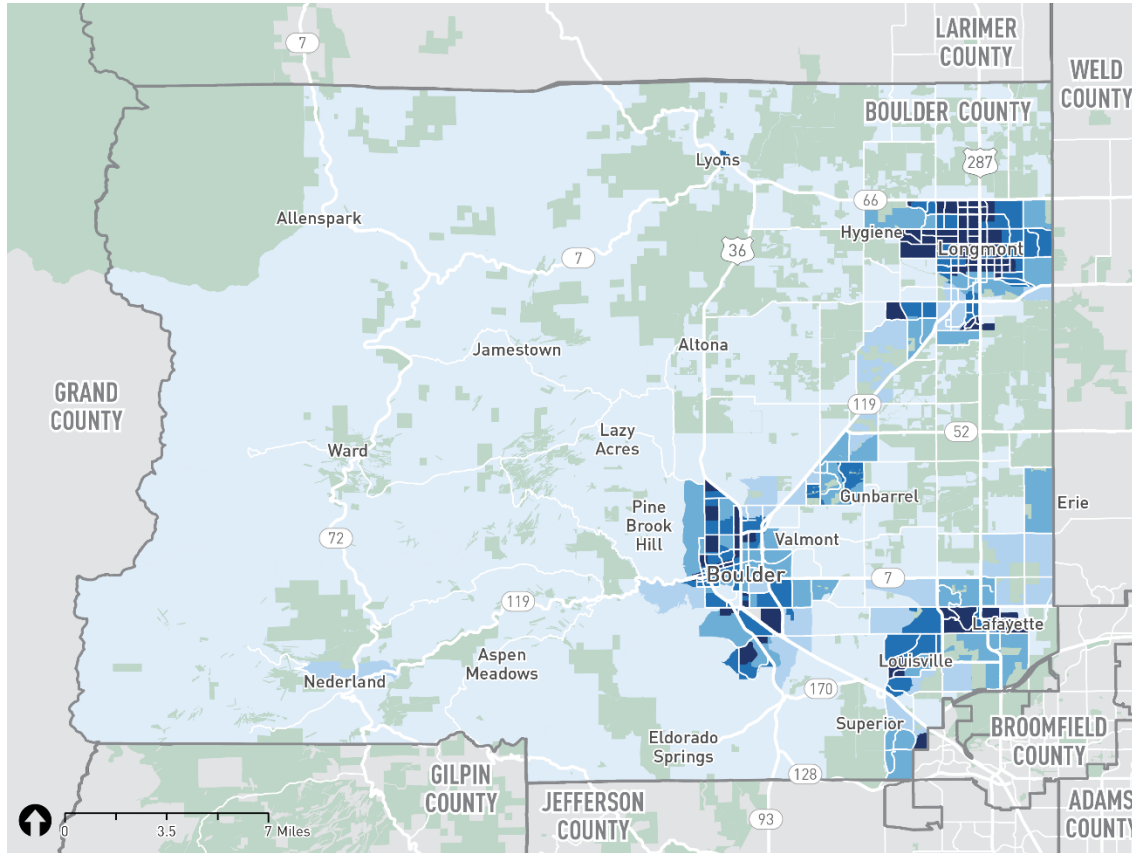 7
LARIMER
COUNTY
WELD
COUNTY
BOULDER COUNTY
287
Lyons
66
Allenspark
Hygiene
Longmont
36
7
Jamestown
Altona
GRAND
COUNTY
119
Lazy
Acres
52
Ward
Gunbarrel
Erie
Pine
Brook
Hill
72
Valmont
Boulder
7
119
Lafayette
Aspen
Meadows
Louisville
Nederland
170
Superior
Eldorado
Springs
BROOMFIELD
COUNTY
128
GILPIN
COUNTY
JEFFERSON
COUNTY
ADAMS
COUNTY
93
0 3.5 7 Miles